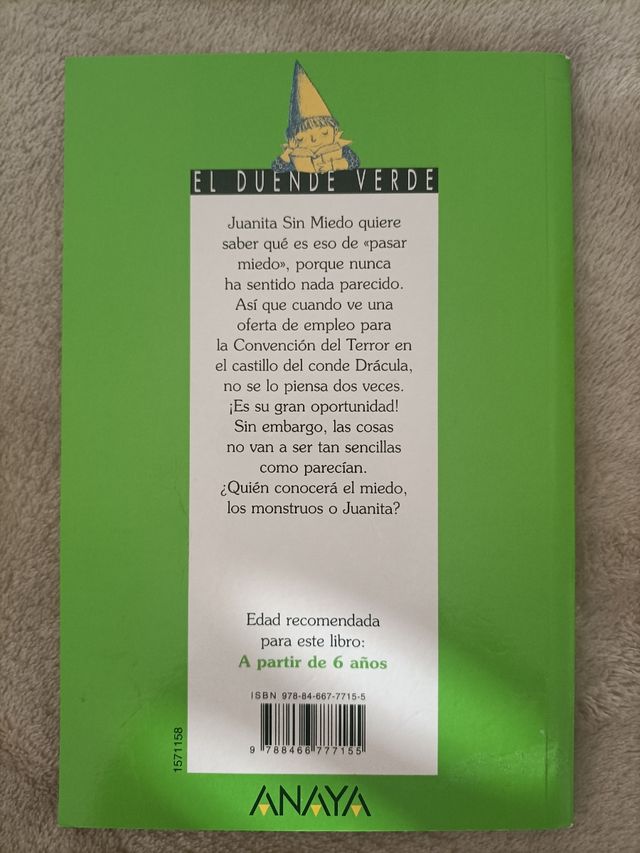 EL DUENDE VERDE
Juanita Sin Miedo quiere
saber qué es eso de «pasar
miedo», porque nunca
ha sentido nada parecido.
Así que cuando ve una
oferta de empleo para
la Convención del Terror en
el castillo del conde Drácula,
no se lo piensa dos veces.
¡Es su gran oportunidad!
Sin embargo, las cosas
no van a ser tan sencillas
como parecían.
¿Quién conocerá el miedo,
los monstruos o Juanita?
Edad recomendada
para este libro:
A partir de 6 años
ISBN 978-84-667-7715-5
9 788466 777155
1571158
ANAYA